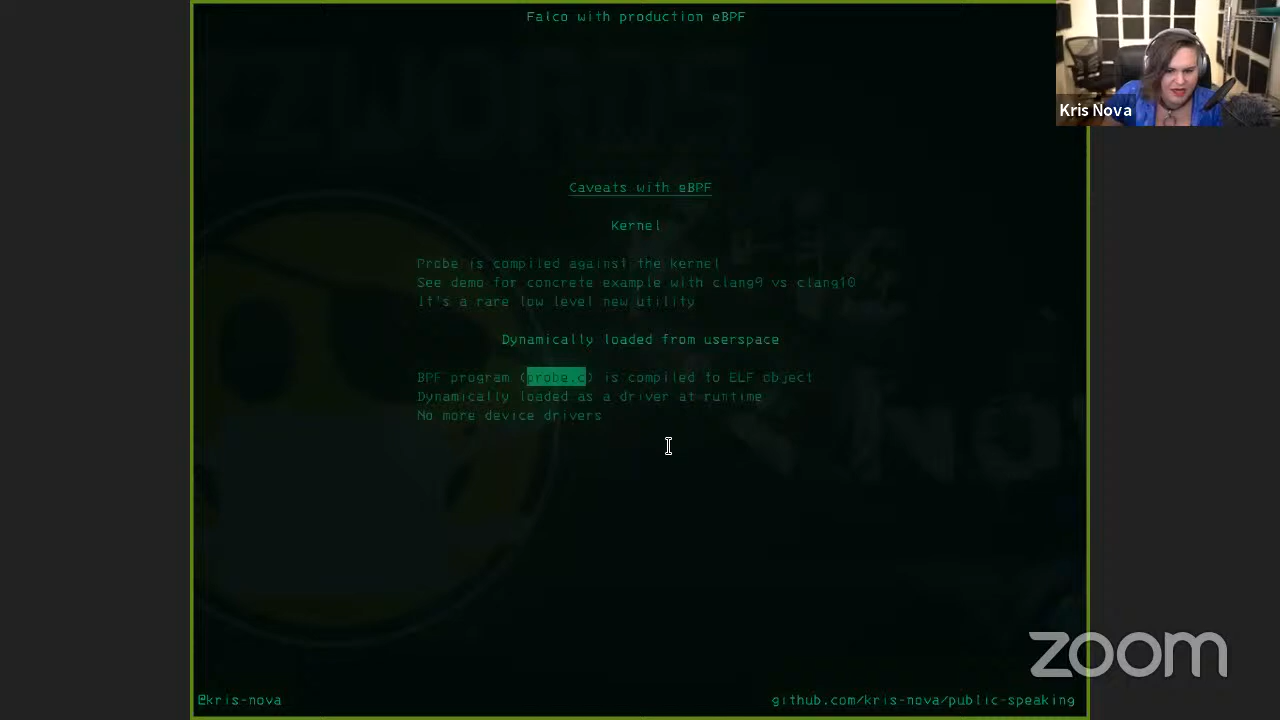 Falco with production eBPF
Kris Nova
Caveats with eBPF
Kernel
Probe is compiled against the kernel
See demo for concrete example with clang9 vs clang10
It's a rare low level new utility
Dynamically loaded from userspace
BPF program (probe.c) is compiled to ELF object
Dynamically loaded as a driver at runtime
No more device drivers
zoom
@kris-nova
github.com/kris-nova/public-speaking